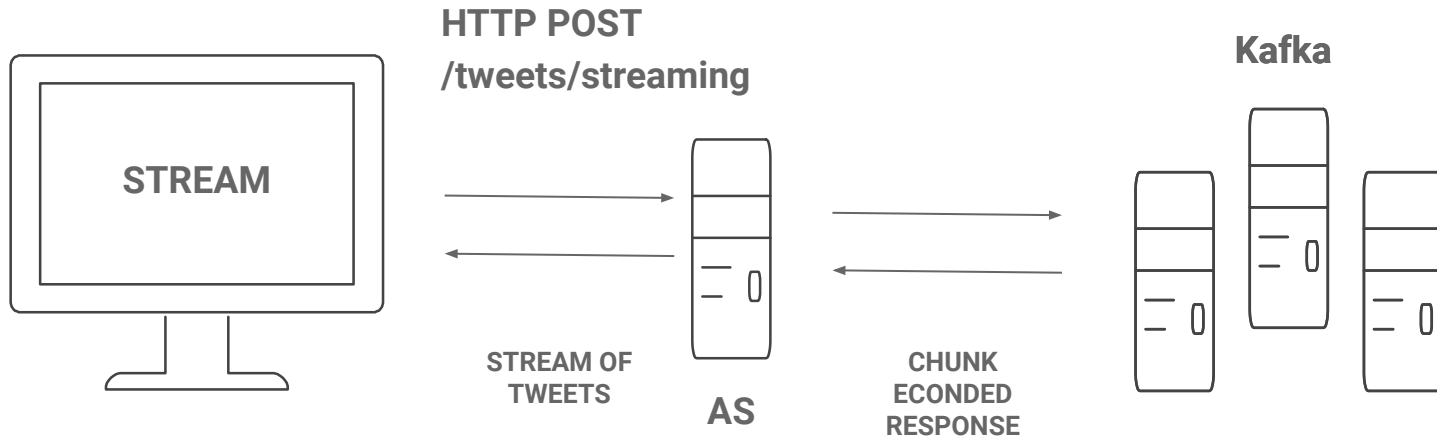 HTTP POST
/tweets/streaming
Kafka
STREAM
STREAM OF
TWEETS
AS
CHUNK
ECONDED
RESPONSE